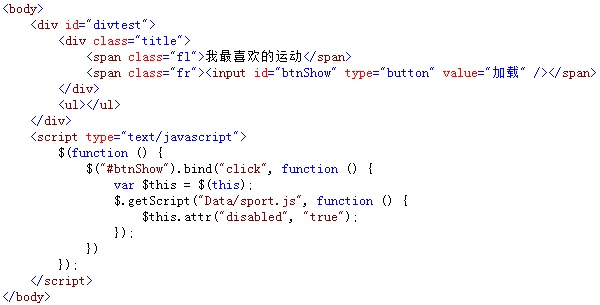 <body>
    <div id="divtest">
        <div class="title">
            <span class="fl">我最喜欢的运动</span>
            <span class="fr"><input id="btnShow" type="button" value="加载" /></span>
        </div>
        <ul></ul>
    </div>
    <script type="text/javascript">
        $(function () {
            $("#btnShow").bind("click", function () {
                var $this = $(this);
                $.getScript("Data/sport.js", function () {
                    $this.attr("disabled", "true");
                });
            })
        });
    </script>
</body>